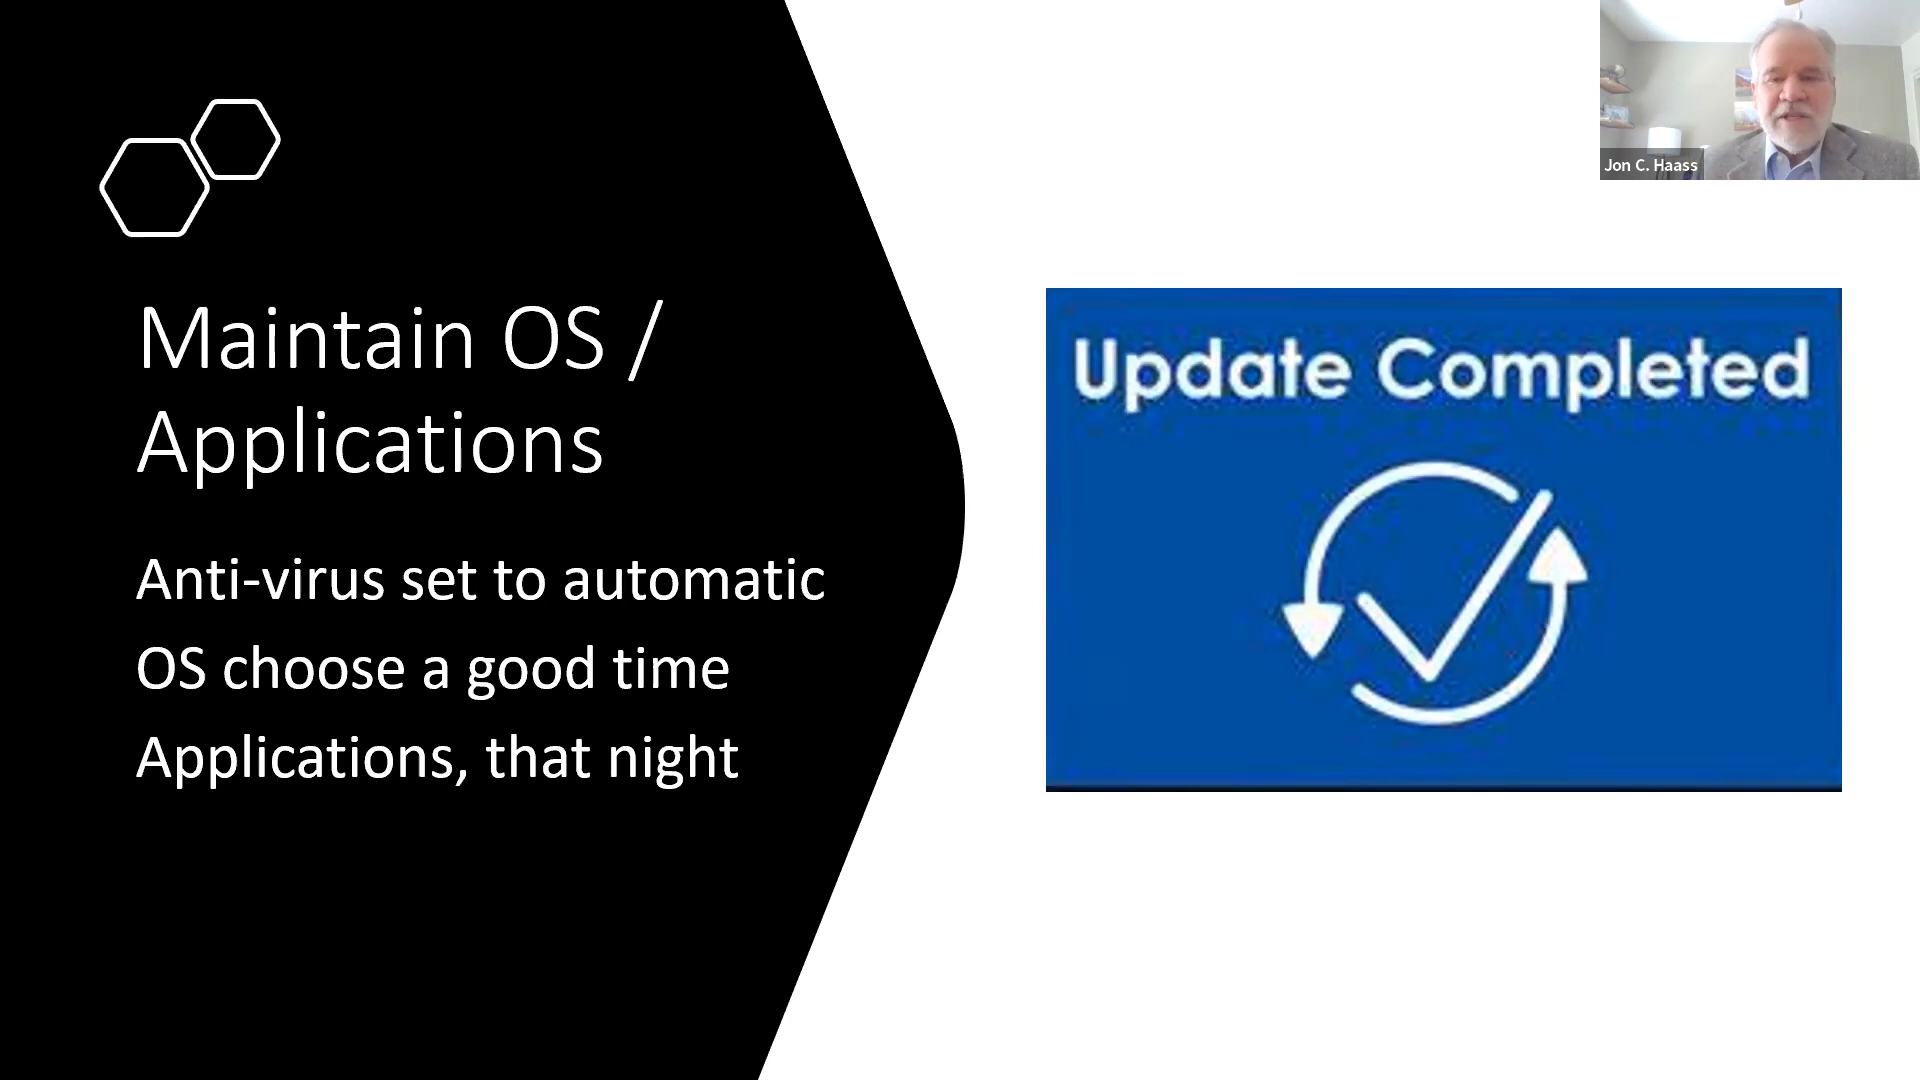 Jon C. Haass
Maintain OS /
Applications
Anti-virus set to automatic
OS choose a good time
Applications, that night
Update Completed